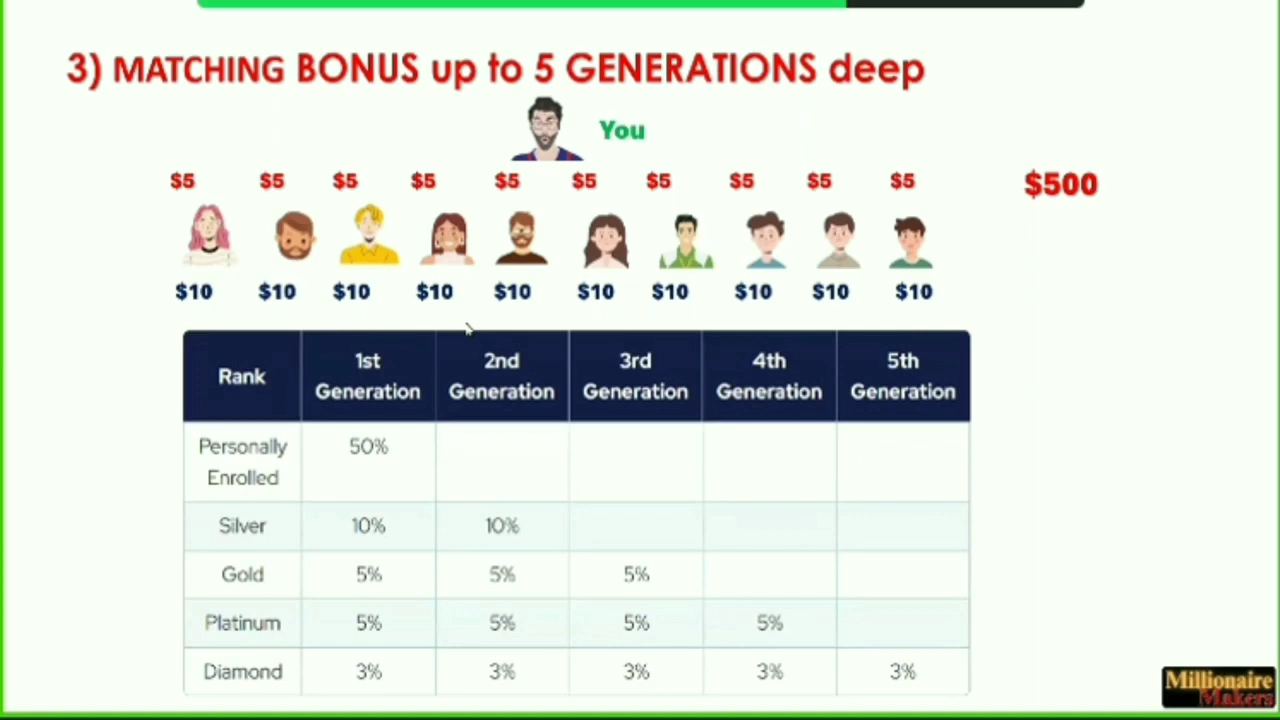 3) MATCHING BONUS up to 5 GENERATIONS deep
You
$5 $5 $5 $5 $5 $5 $5 $5 $5 $5 $500
$10 $10 $10 $10 $10 $10 $10 $10 $10 $10
Rank 1st Generation 2nd Generation 3rd Generation 4th Generation 5th Generation
Personally Enrolled 50%
Silver 10% 10%
Gold 5% 5% 5%
Platinum 5% 5% 5% 5%
Diamond 3% 3% 3% 3% 3%
Millionaire
Makers